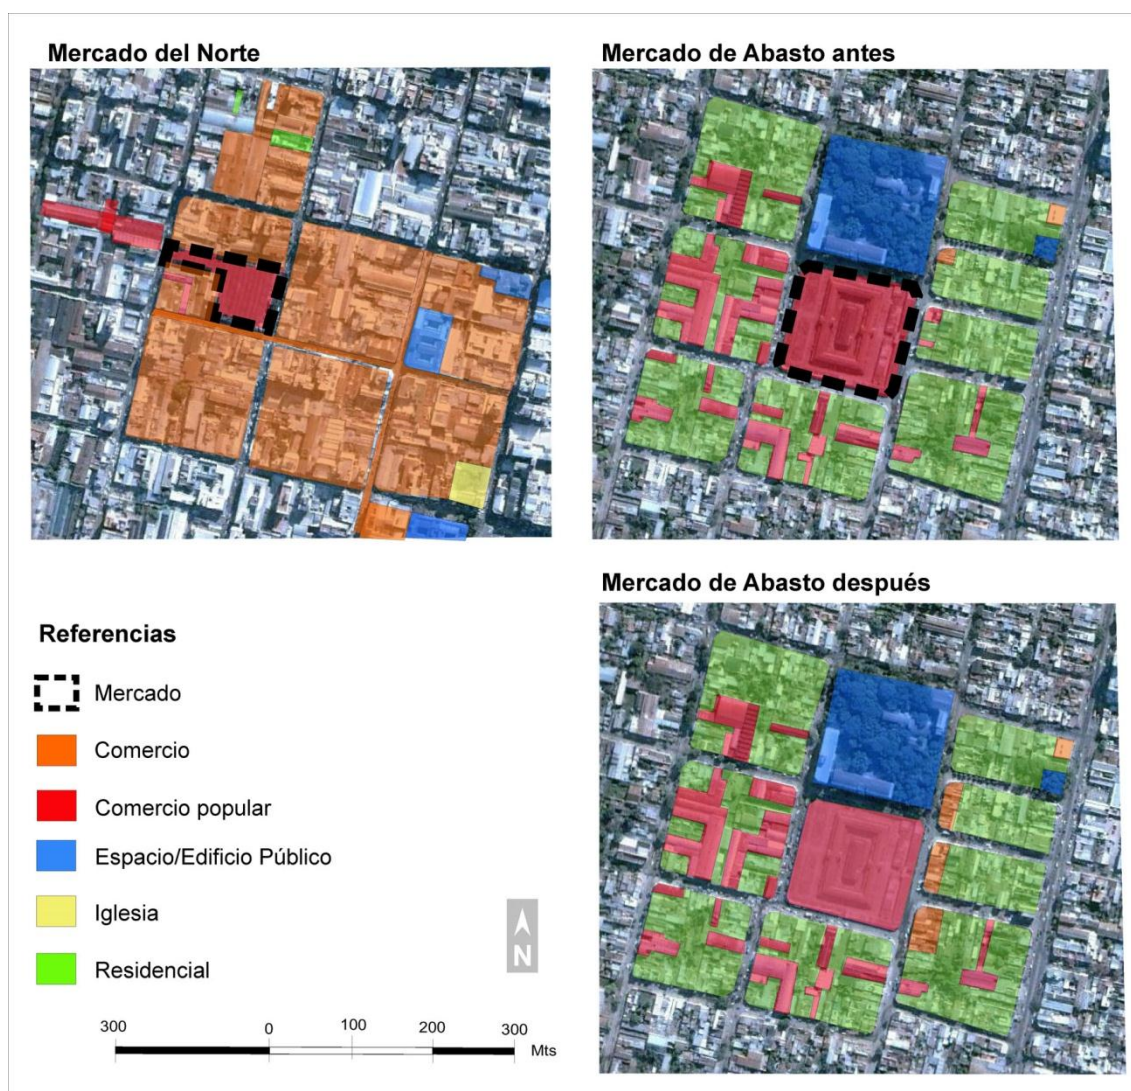 Mercado del Norte
Mercado de Abasto antes
Mercado de Abasto después
Referencias
Mercado
Comercio
Comercio popular
Espacio/Edificio Público
Iglesia
Residencial
N
300 0 100 200 300 Mts